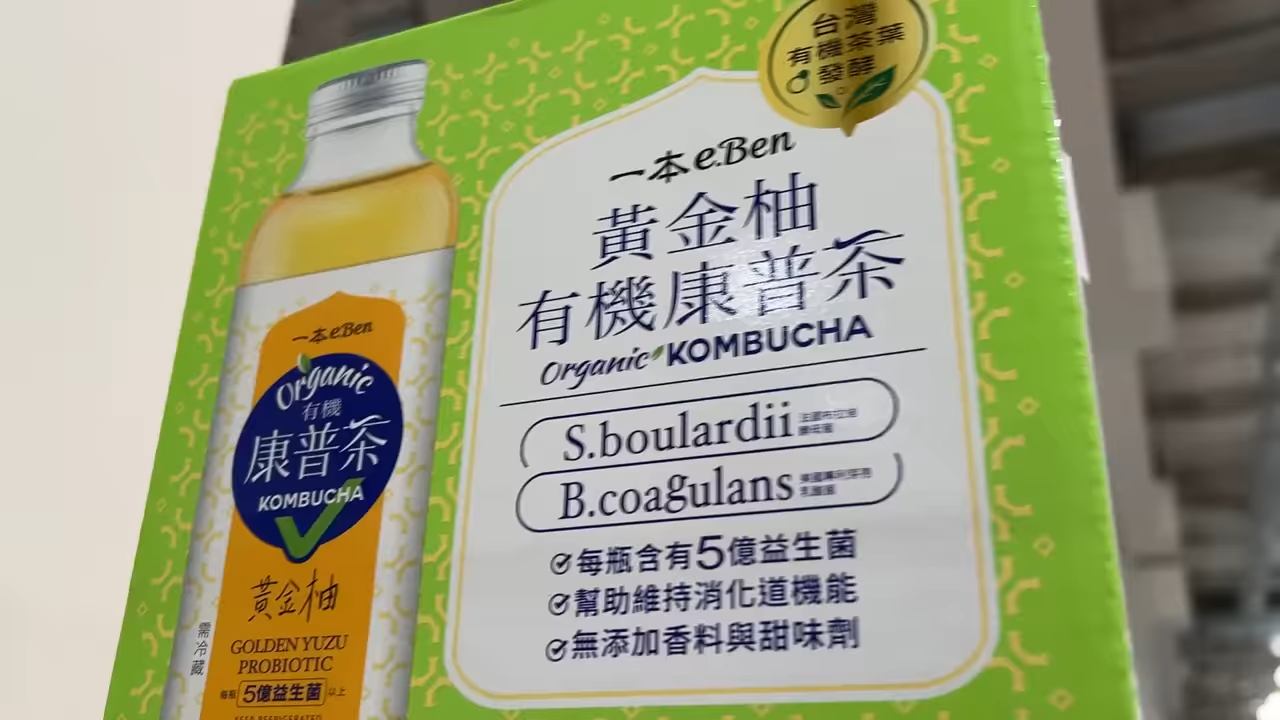 台灣
有機茶葉
發酵
一本 e.Ben
黃金柚
有機康普茶
Organic KOMBUCHA
S.boulardii
B.coagulans
每瓶含有5億益生菌
幫助維持消化道機能
無添加香料與甜味劑
一本 e.Ben
Organic
有機
康普茶
KOMBUCHA
黃金柚
GOLDEN YUZU
PROBIOTIC
每瓶 5億益生菌 以上
KEEP REFRIGERATED
需冷藏